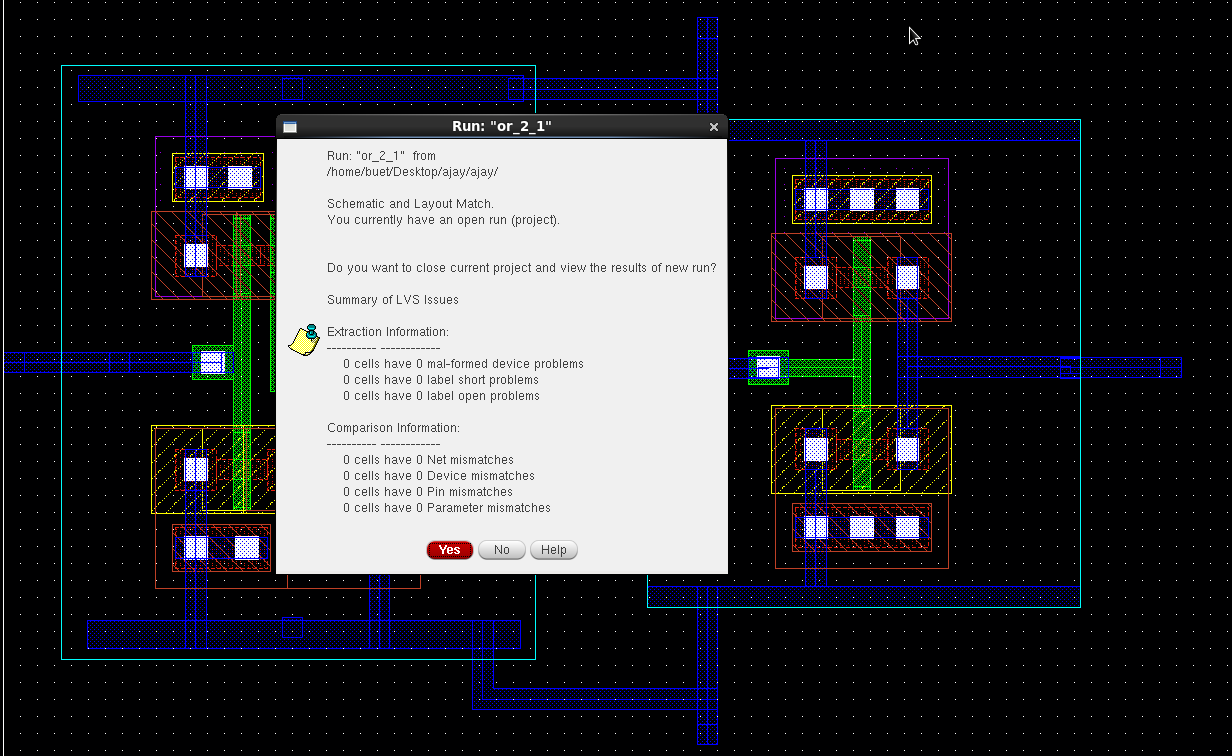 Run: "or_2_1"
Run: "or_2_1" from
/home/buet/Desktop/ajay/ajay/
Schematic and Layout Match.
You currently have an open run (project).
Do you want to close current project and view the results of new run?
Summary of LVS Issues
Extraction Information:
---------- ------------
0 cells have 0 mal-formed device problems
0 cells have 0 label short problems
0 cells have 0 label open problems
Comparison Information:
---------- ------------
0 cells have 0 Net mismatches
0 cells have 0 Device mismatches
0 cells have 0 Pin mismatches
0 cells have 0 Parameter mismatches
Yes No Help